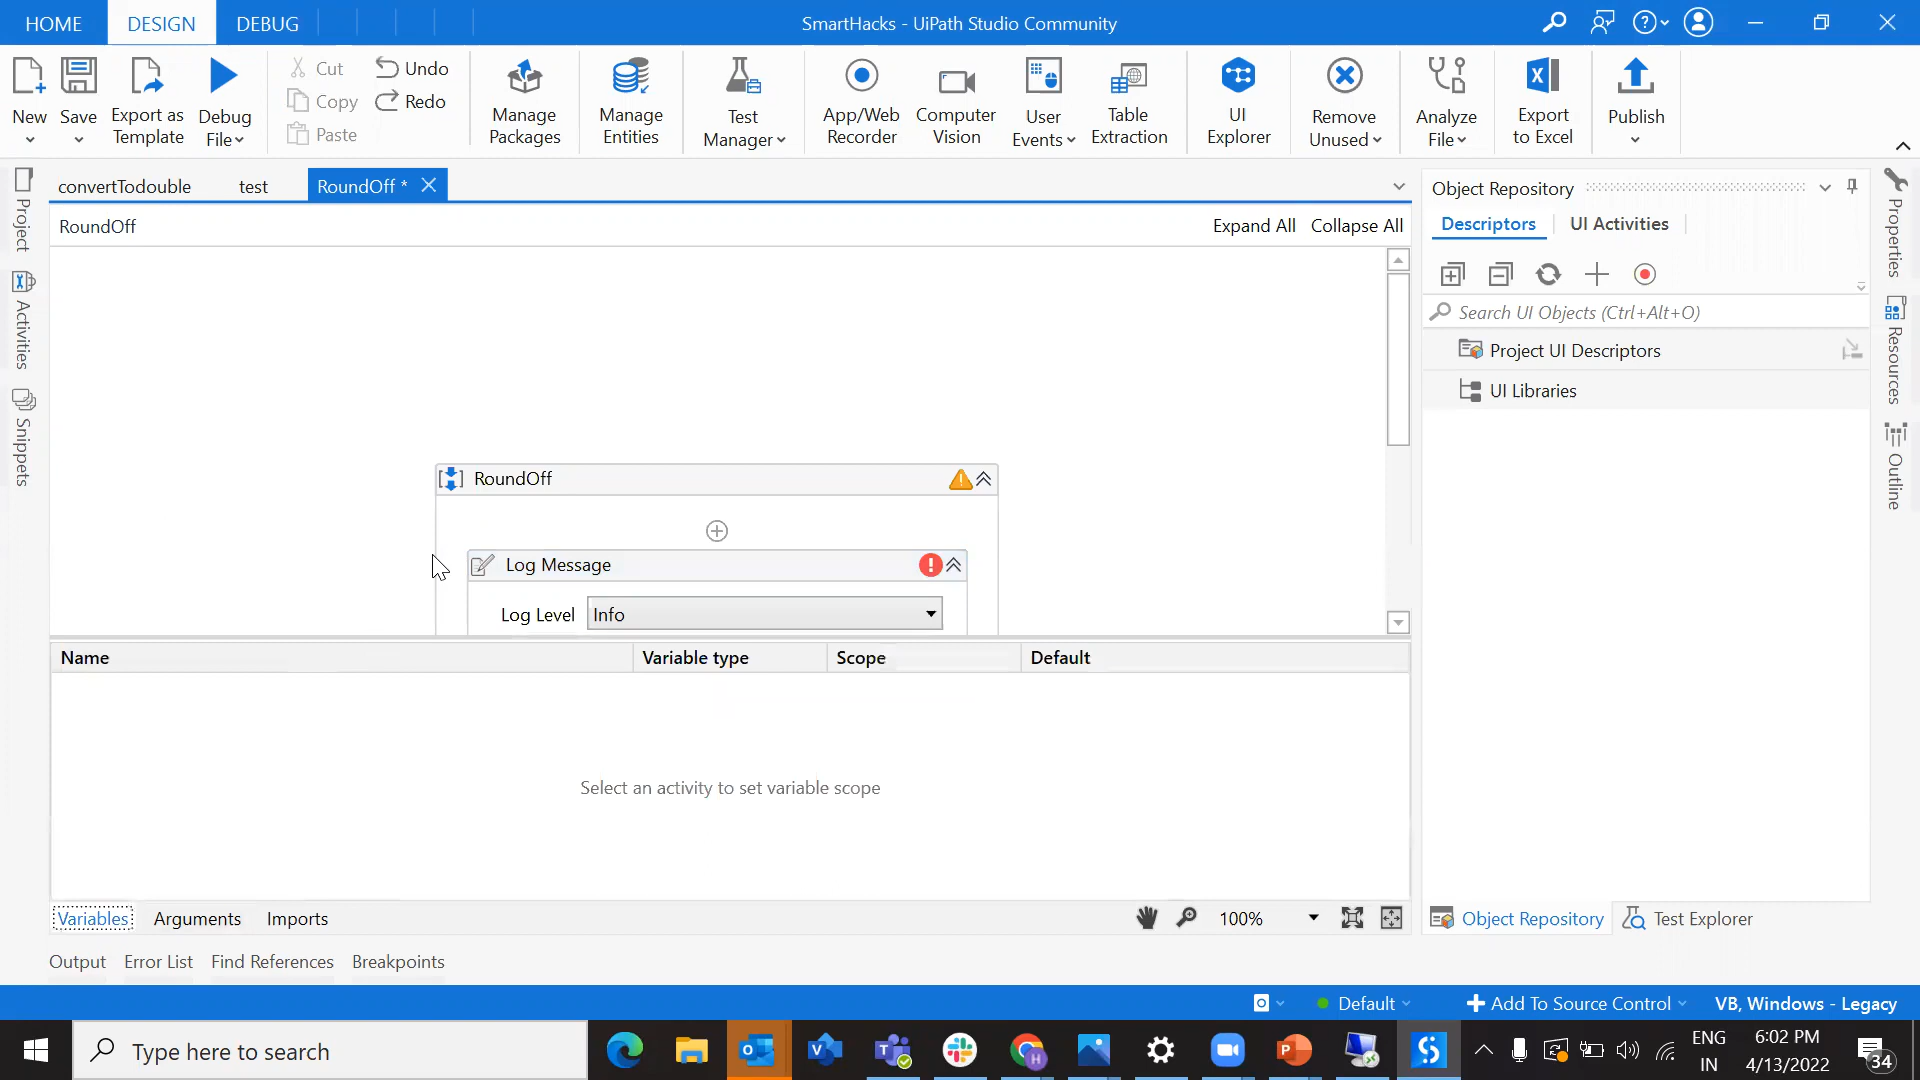 HOME DESIGN DEBUG SmartHacks - UiPath Studio Community
New Save Export as Template Debug File Cut Copy Paste Undo Redo Manage Packages Manage Entities Test Manager App/Web Recorder Computer Vision User Events Table Extraction UI Explorer Remove Unused Analyze File Export to Excel Publish
convertTodouble test RoundOff * Object Repository
RoundOff Expand All Collapse All Descriptors UI Activities
Search UI Objects (Ctrl+Alt+O)
Project UI Descriptors
UI Libraries
Project
Activities
Snippets
Properties
Resources
Outline
RoundOff
Log Message
Log Level Info
Name Variable type Scope Default
Select an activity to set variable scope
Variables Arguments Imports 100% Object Repository Test Explorer
Output Error List Find References Breakpoints
Default Add To Source Control VB, Windows - Legacy
Type here to search
ENG
IN
6:02 PM
4/13/2022
34